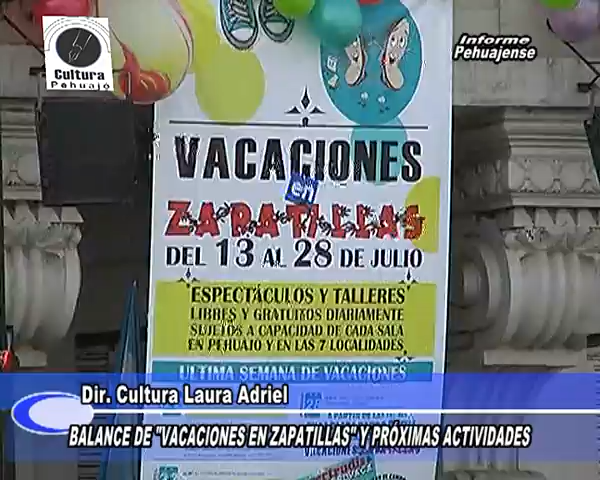 Cultura
Pehuajó
Informe
Pehuajense
VACACIONES
en
ZAPATILLAS
DEL 13 AL 28 DE JULIO
ESPECTÁCULOS Y TALLERES
LIBRES Y GRATUITOS DIARIAMENTE
SUJETOS A CAPACIDAD DE CADA SALA
EN PEHUAJO Y EN LAS 7 LOCALIDADES
ULTIMA SEMANA DE VACACIONES
Dir. Cultura Laura Adriel
BALANCE DE "VACACIONES EN ZAPATILLAS" Y PROXIMAS ACTIVIDADES